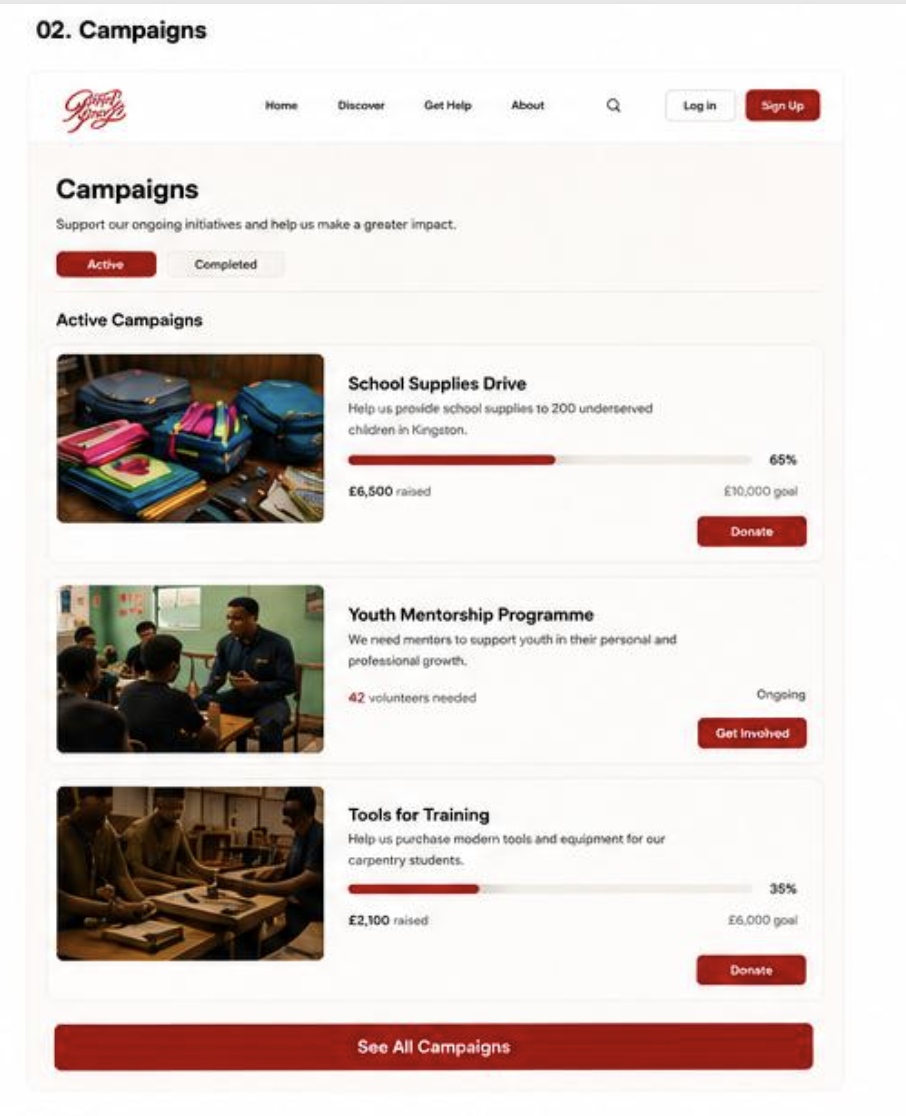 02. Campaigns
Home Discover Get Help About Log in Sign Up
Campaigns
Support our ongoing initiatives and help us make a greater impact.
Active Completed
Active Campaigns
School Supplies Drive
Help us provide school supplies to 200 underserved
children in Kingston.
65%
£6,500 raised £10,000 goal
Donate
Youth Mentorship Programme
We need mentors to support youth in their personal and
professional growth.
42 volunteers needed Ongoing
Get Involved
Tools for Training
Help us purchase modern tools and equipment for our
carpentry students.
35%
£2,100 raised £6,000 goal
Donate
See All Campaigns